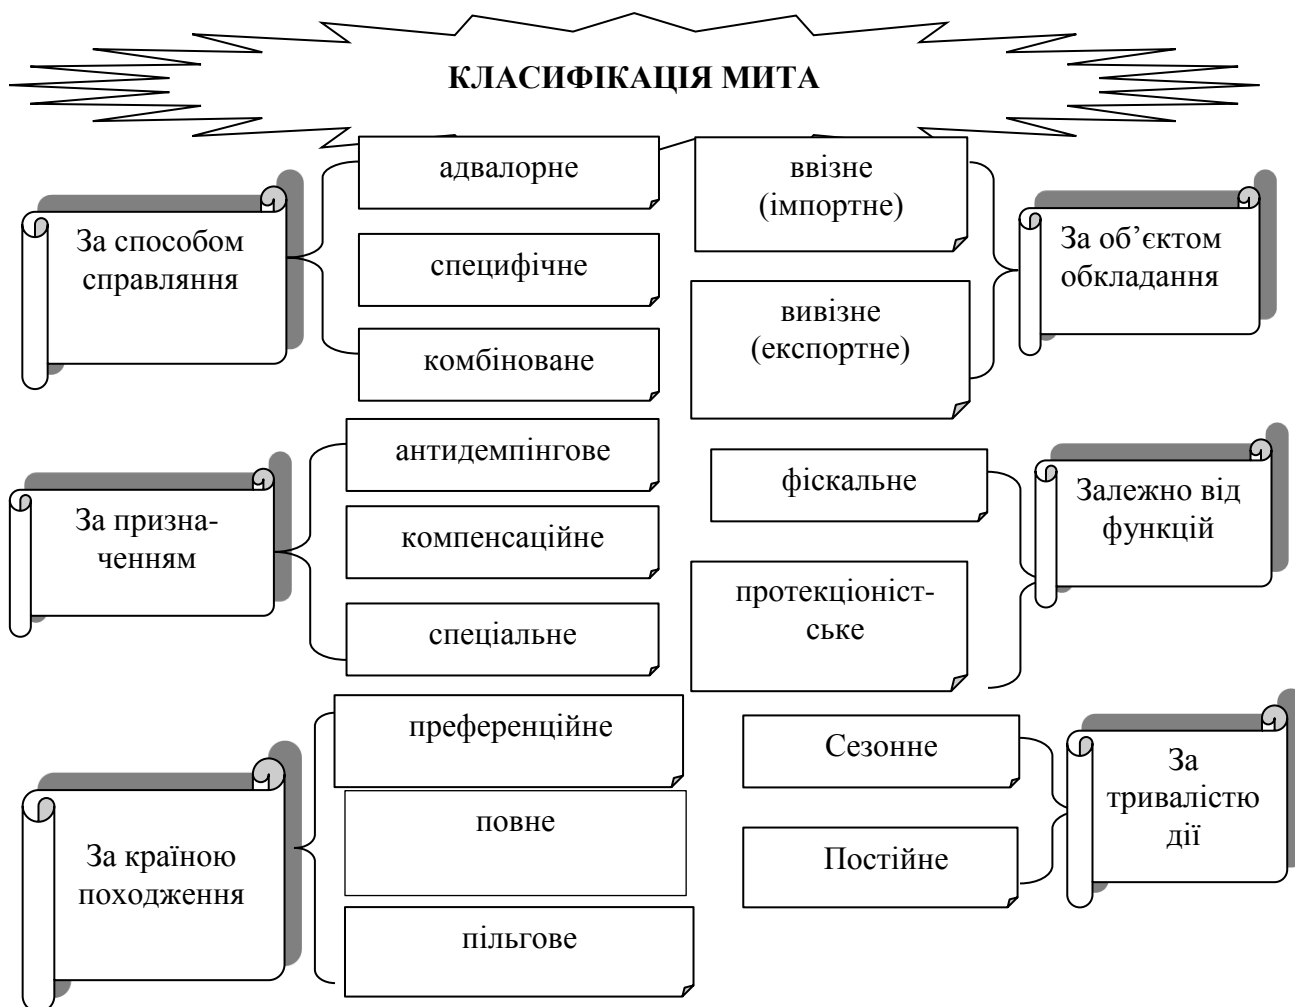 КЛАСИФІКАЦІЯ МИТА
За способом
справляння
адвалорне
специфічне
комбіноване
ввізне
(імпортне)
вивізне
(експортне)
За об’єктом
обкладання
За призна-
ченням
антидемпінгове
компенсаційне
спеціальне
фіскальне
протекціоніст-
ське
Залежно від
функцій
За країною
походження
преференційне
повне
пільгове
Сезонне
Постійне
За
тривалістю
дії